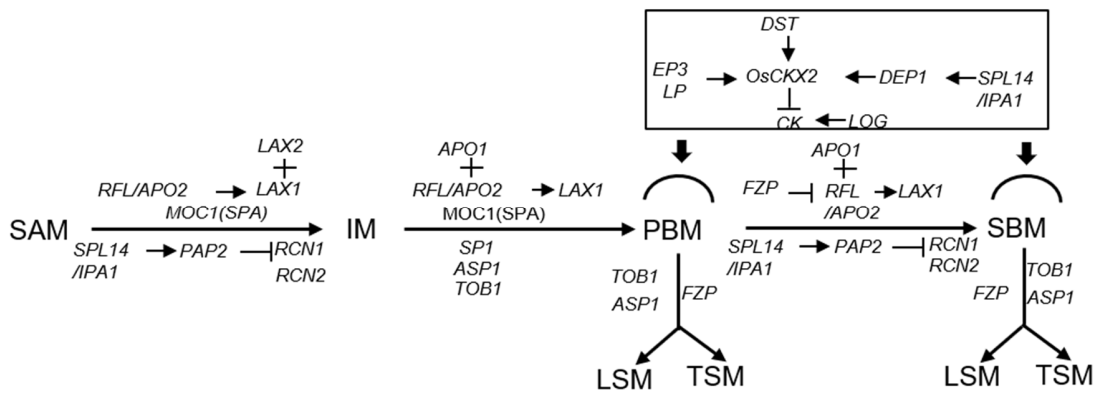 DST
EP3
LP
OsCKX2
DEP1
SPL14
/IPA1
CK
LOG
LAX2
LAX1
RFL/APO2
MOC1(SPA)
SAM
SPL14
/IPA1
PAP2
RCN1
RCN2
IM
APO1
RFL/APO2
LAX1
MOC1(SPA)
SP1
ASP1
TOB1
PBM
APO1
FZP
RFL
/APO2
LAX1
SPL14
/IPA1
PAP2
RCN1
RCN2
SBM
TOB1
ASP1
FZP
LSM
TSM
FZP
TOB1
ASP1
LSM
TSM